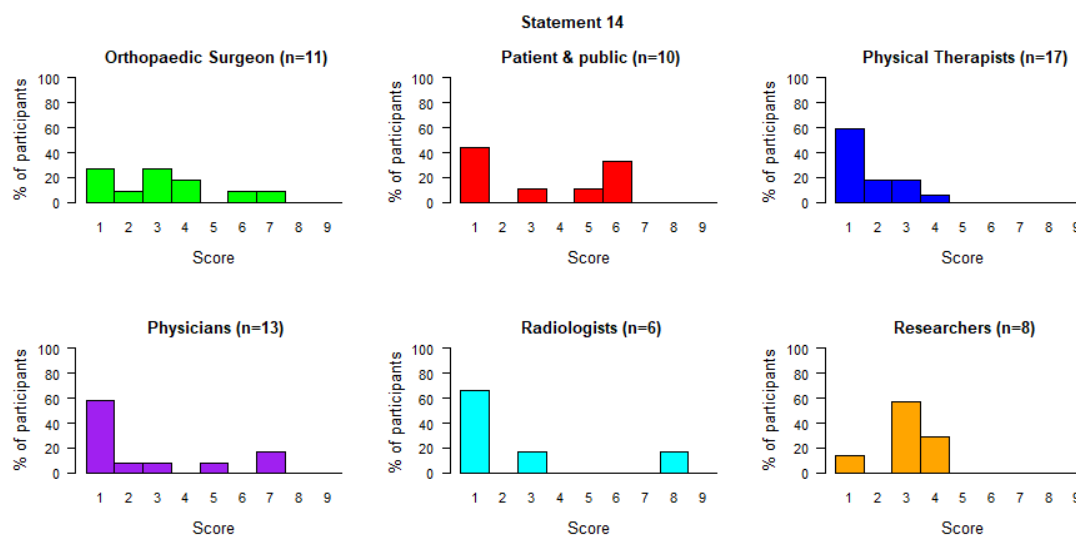 Statement 14
Orthopaedic Surgeon (n=11)
% of participants
100
80
60
40
20
0
1 2 3 4 5 6 7 8 9
Score
Patient & public (n=10)
% of participants
100
80
60
40
20
0
1 2 3 4 5 6 7 8 9
Score
Physical Therapists (n=17)
% of participants
100
80
60
40
20
0
1 2 3 4 5 6 7 8 9
Score
Physicians (n=13)
% of participants
100
80
60
40
20
0
1 2 3 4 5 6 7 8 9
Score
Radiologists (n=6)
% of participants
100
80
60
40
20
0
1 2 3 4 5 6 7 8 9
Score
Researchers (n=8)
% of participants
100
80
60
40
20
0
1 2 3 4 5 6 7 8 9
Score